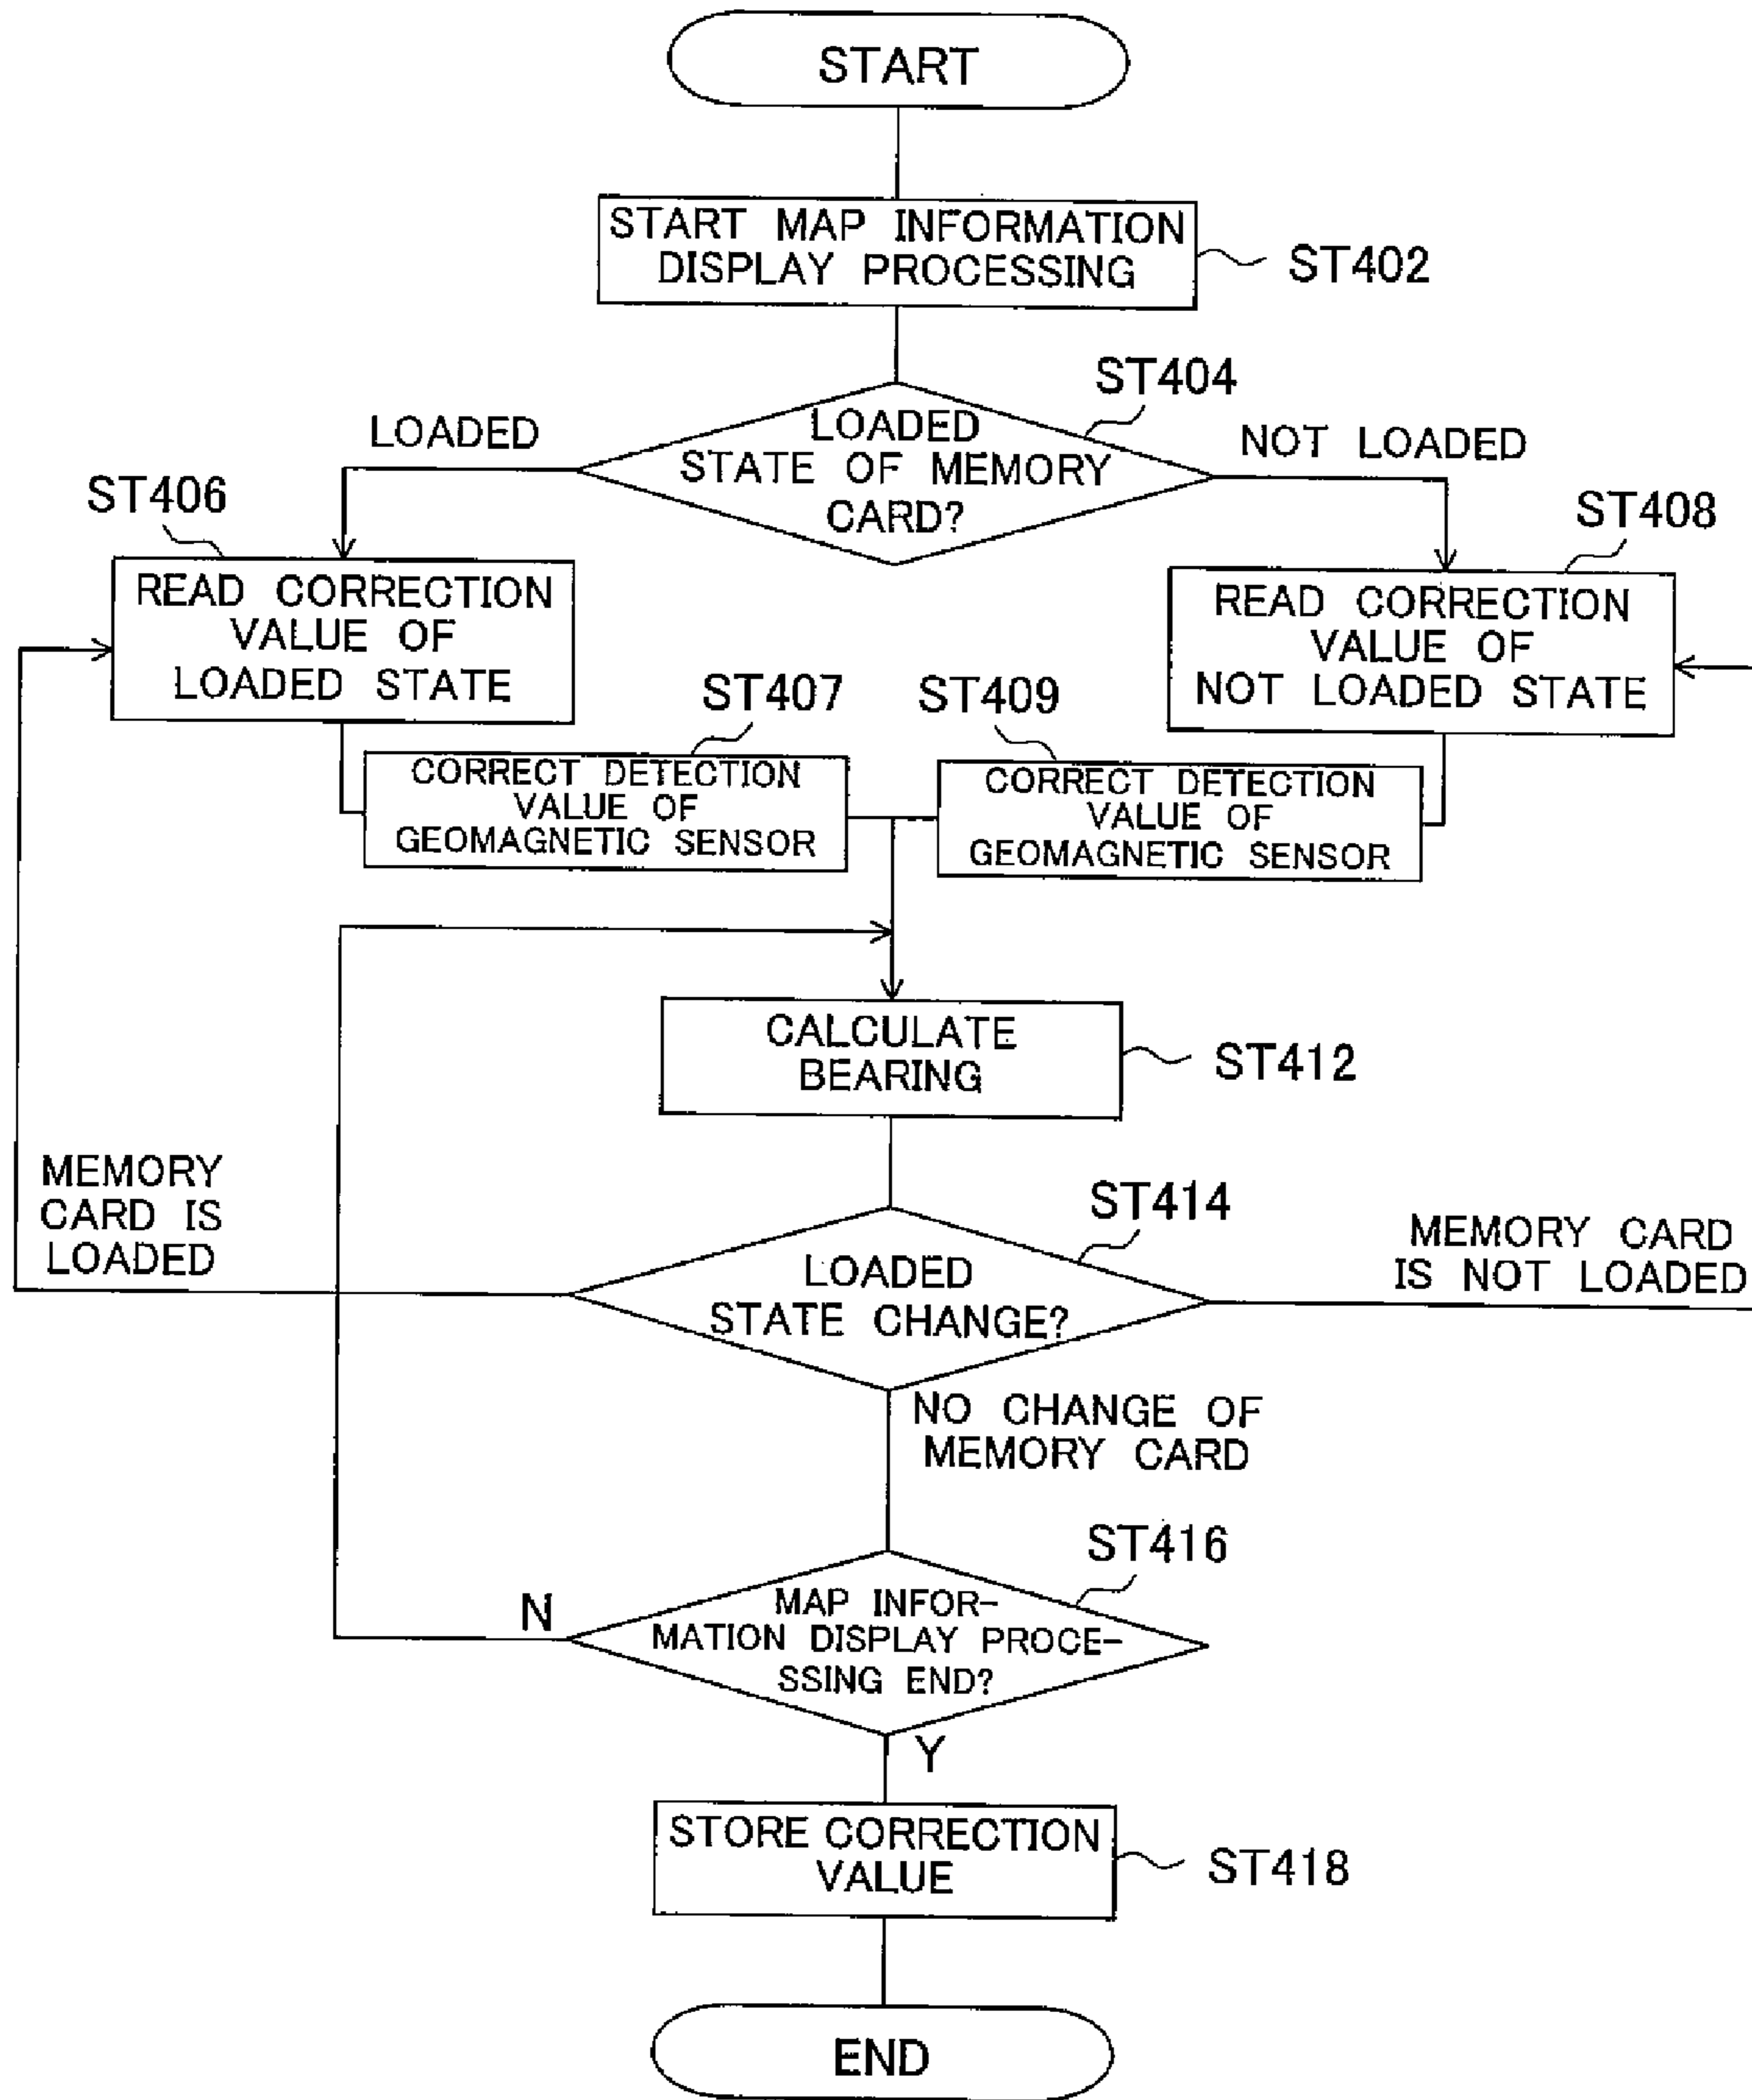 START
START MAP INFORMATION
DISPLAY PROCESSING
ST402
ST404
LOADED
LOADED
STATE OF MEMORY
CARD?
NOT LOADED
ST406
READ CORRECTION
VALUE OF
LOADED STATE
ST408
READ CORRECTION
VALUE OF
NOT LOADED STATE
ST407
CORRECT DETECTION
VALUE OF
GEOMAGNETIC SENSOR
ST409
CORRECT DETECTION
VALUE OF
GEOMAGNETIC SENSOR
CALCULATE
BEARING
ST412
MEMORY
CARD IS
LOADED
ST414
LOADED
STATE CHANGE?
MEMORY CARD
IS NOT LOADED
NO CHANGE OF
MEMORY CARD
ST416
N
MAP INFOR-
MATION DISPLAY PROCE-
SSING END?
Y
STORE CORRECTION
VALUE
ST418
END